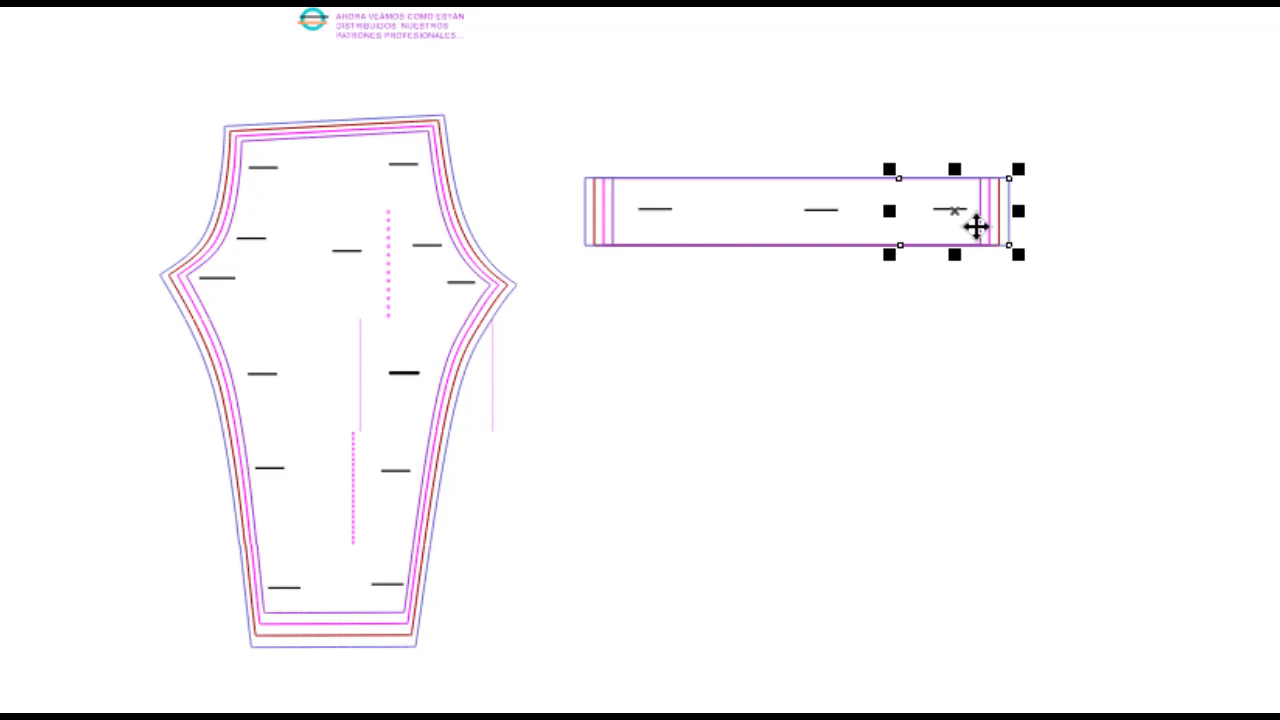 AHORA VEAMOS COMO ESTAN
DISTRIBUIDOS NUESTROS
PATRONES PROFESIONALES...